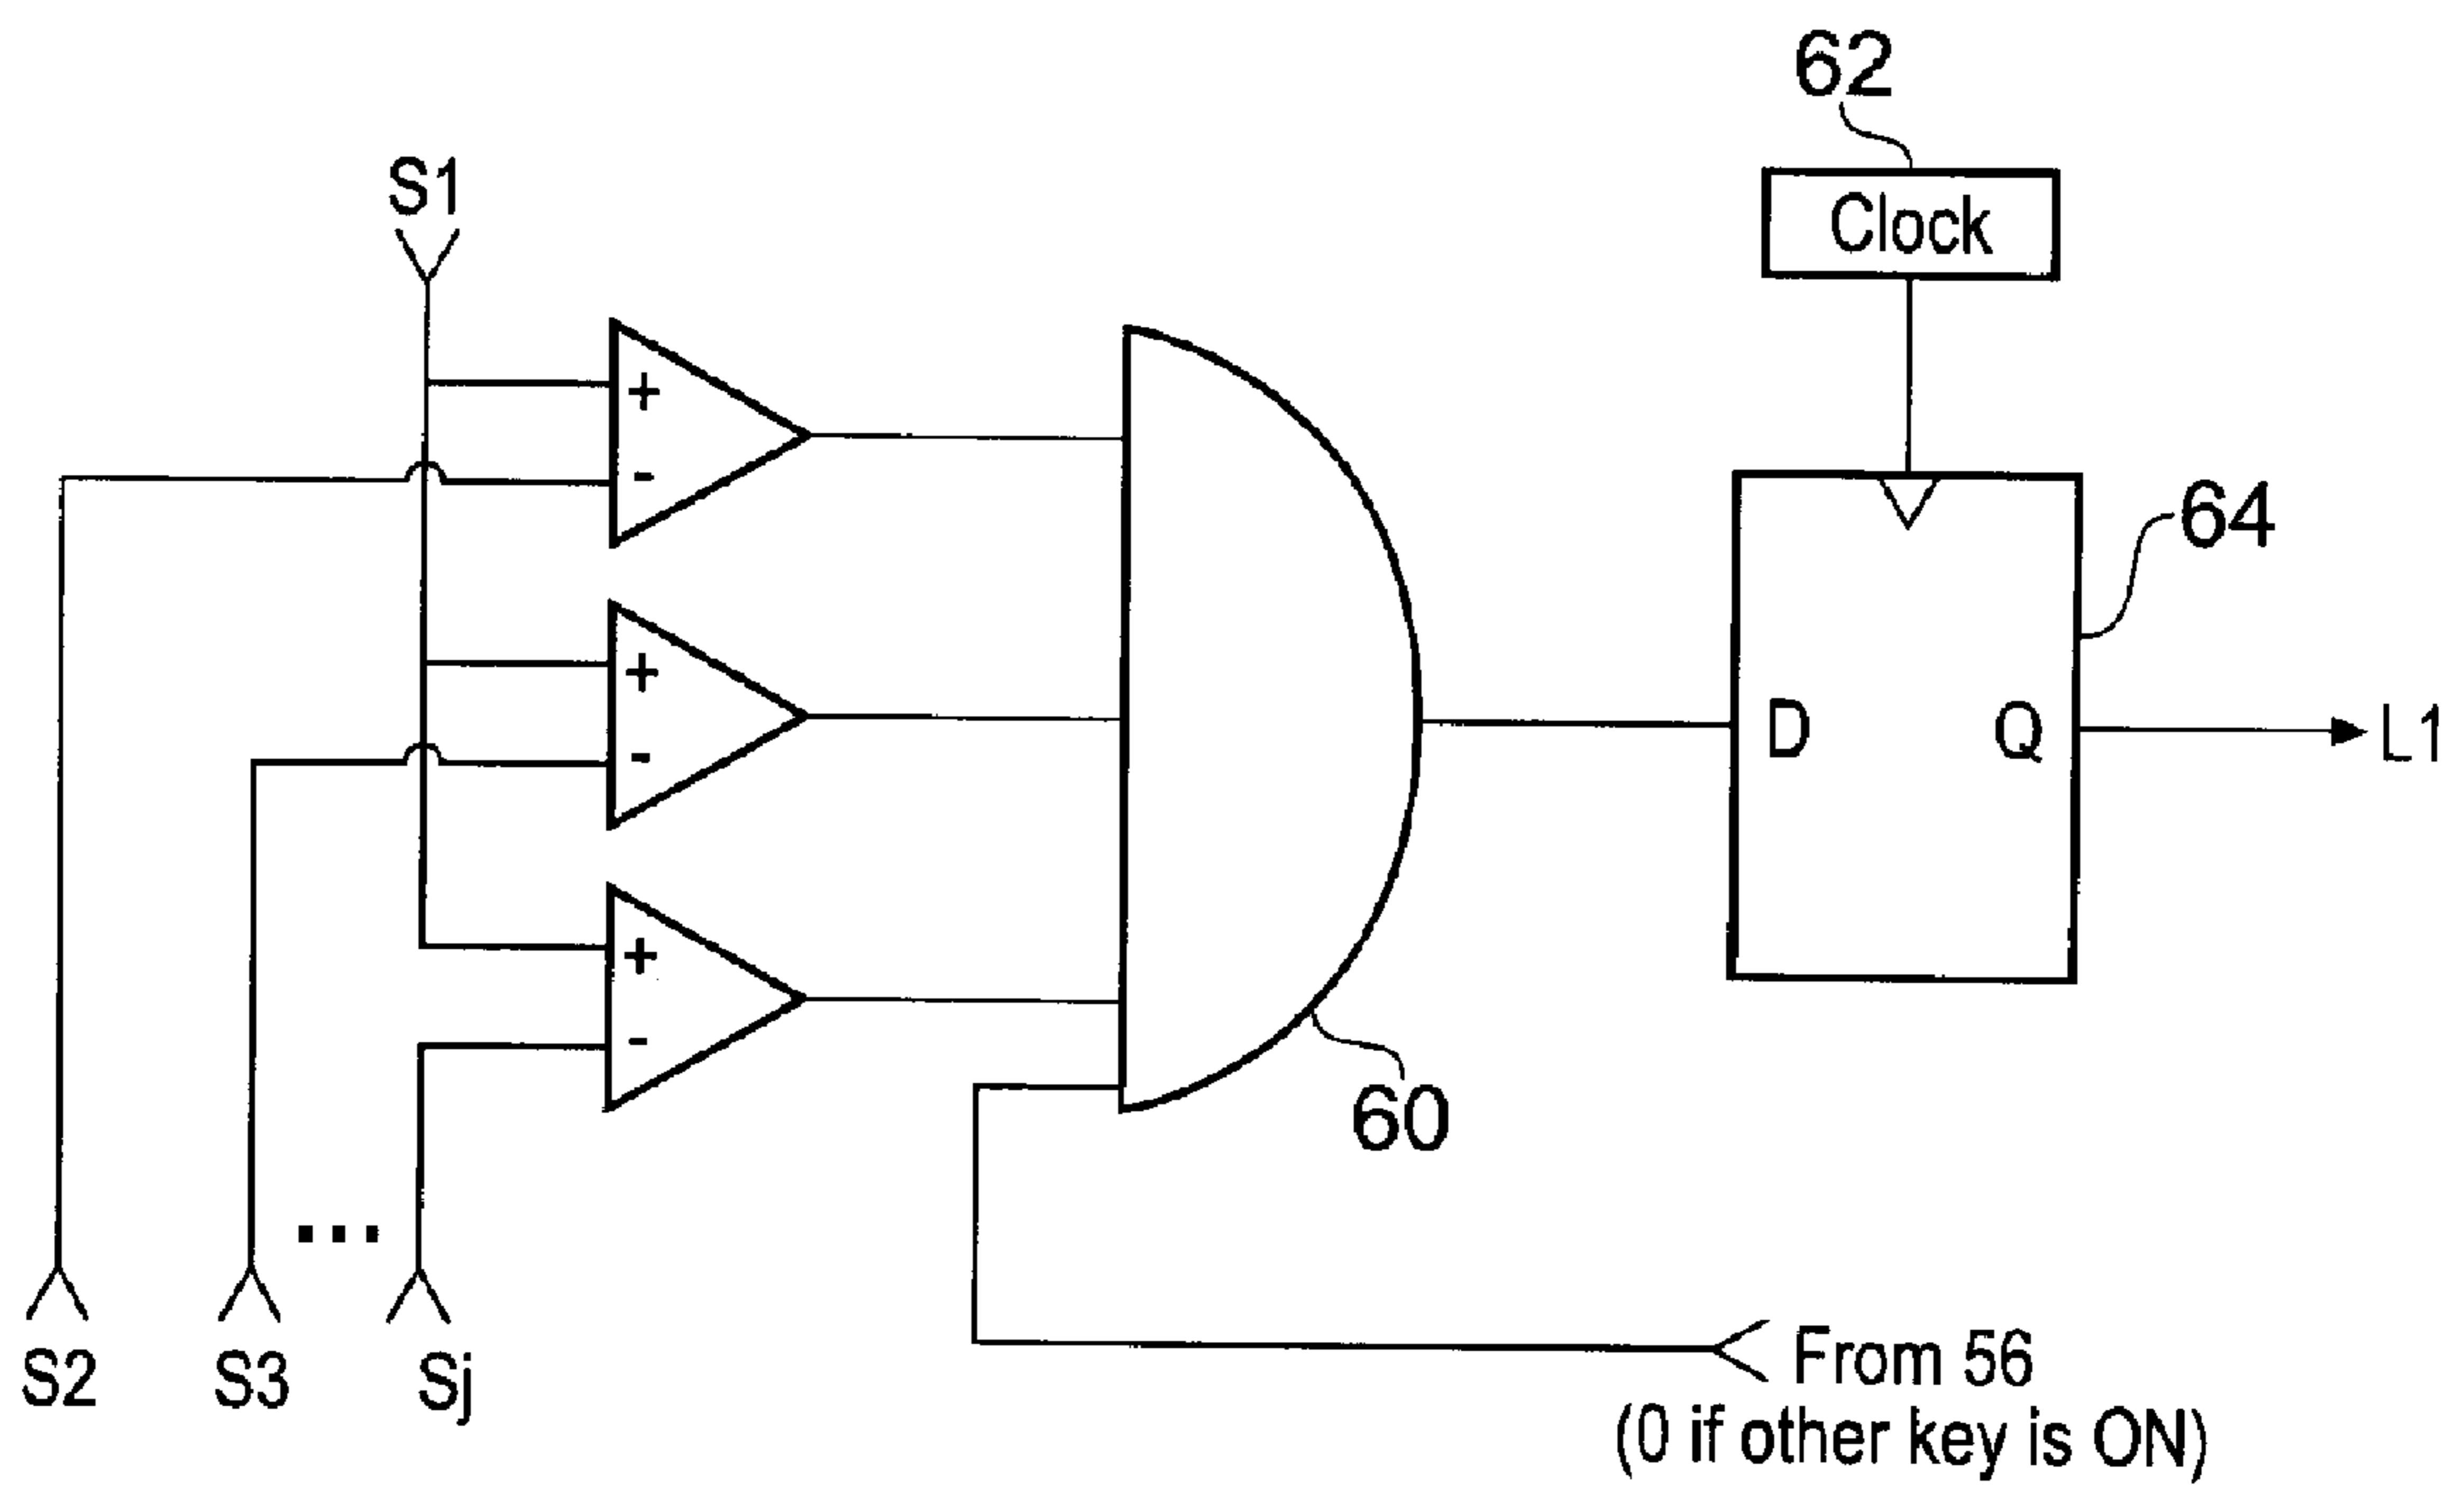 62
S1
Clock
+
-
64
+
-
D
Q
L1
+
-
60
...
S2
S3
Sj
From 56
(0 if other key is ON)